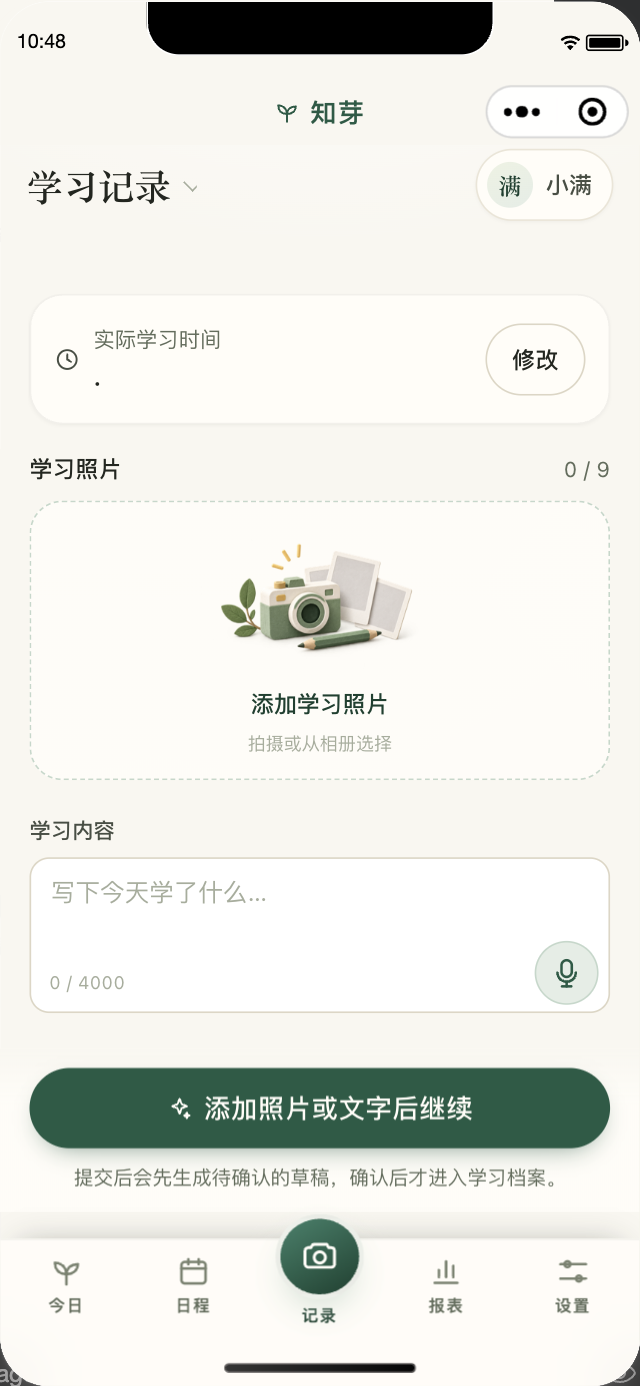 10:48
知芽
学习记录
满 小满
实际学习时间
·
修改
学习照片
0 / 9
添加学习照片
拍摄或从相册选择
学习内容
写下今天学了什么...
0 / 4000
添加照片或文字后继续
提交后会先生成待确认的草稿，确认后才进入学习档案。
今日
日程
记录
报表
设置